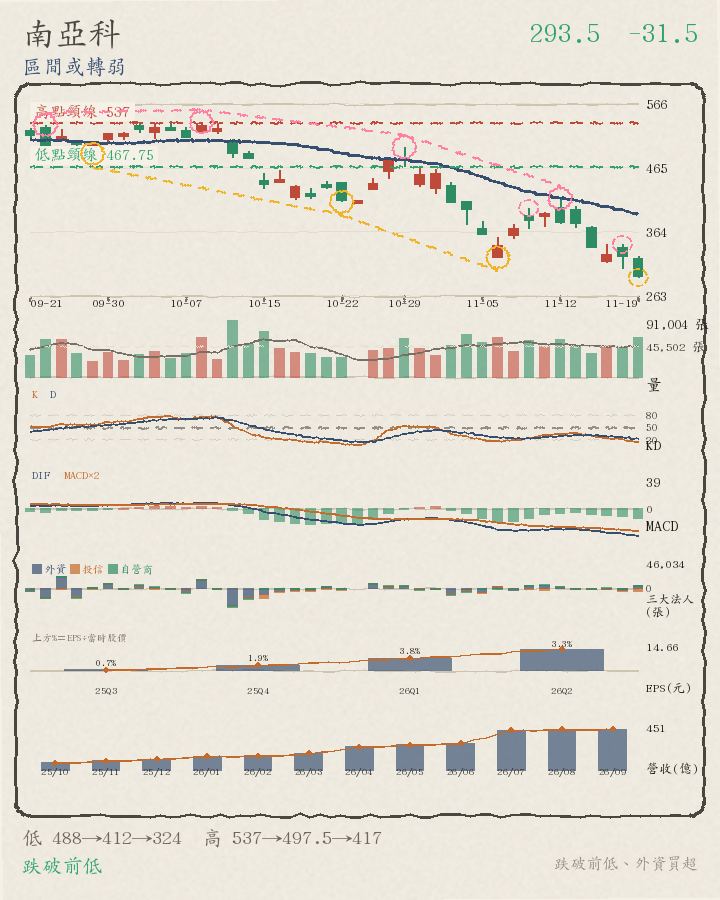 南亞科
293.5 -31.5
區間或轉弱
高點頸線 537
566
低點頸線 467.75
465
364
263
09-21 09-30 10-07 10-15 10-22 10-29 11-05 11-12 11-19
91,004 張
45,502 張
量
K D
80
50
20
KD
DIF MACD×2
39
0
MACD
外資 投信 自營商
46,034
0
三大法人
(張)
上方%=EPS÷當時股價
0.7% 1.9% 3.8% 3.3%
14.66
25Q3 25Q4 26Q1 26Q2
EPS(元)
451
25/10 25/11 25/12 26/01 26/02 26/03 26/04 26/05 26/06 26/07 26/08 26/09
營收(億)
低 488→412→324 高 537→497.5→417
跌破前低
跌破前低、外資買超